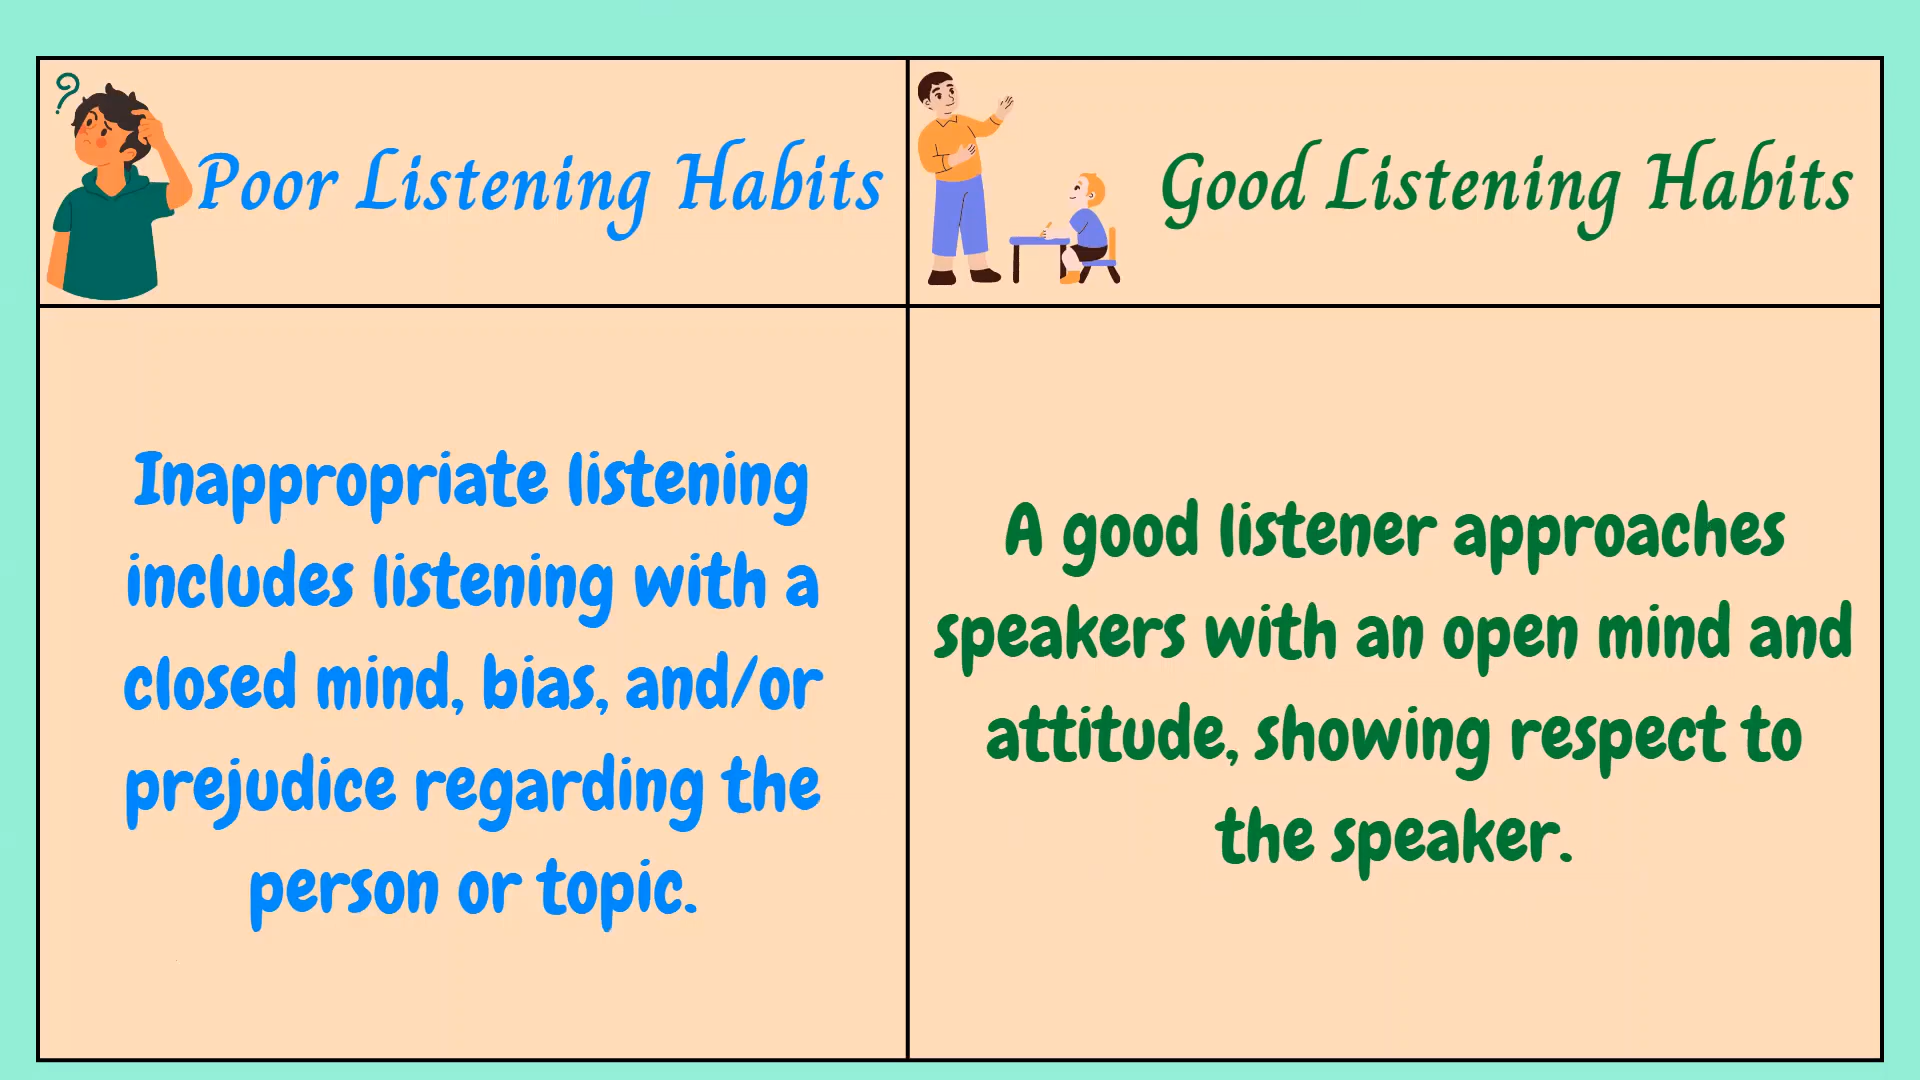 ?
Poor Listening Habits
Good Listening Habits
Inappropriate listening
includes listening with a
closed mind, bias, and/or
prejudice regarding the
person or topic.
A good listener approaches
speakers with an open mind and
attitude, showing respect to
the speaker.